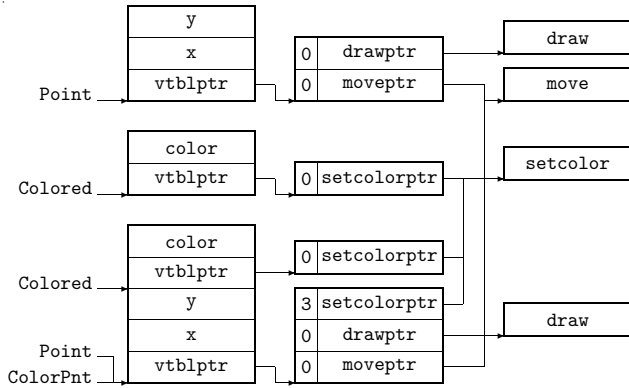 y
x
vtblptr
Point
0 drawptr
0 moveptr
draw
move
color
vtblptr
Colored
0 setcolorptr
setcolor
color
vtblptr
Colored
y
x
vtblptr
Point
ColorPnt
0 setcolorptr
3 setcolorptr
0 drawptr
0 moveptr
draw